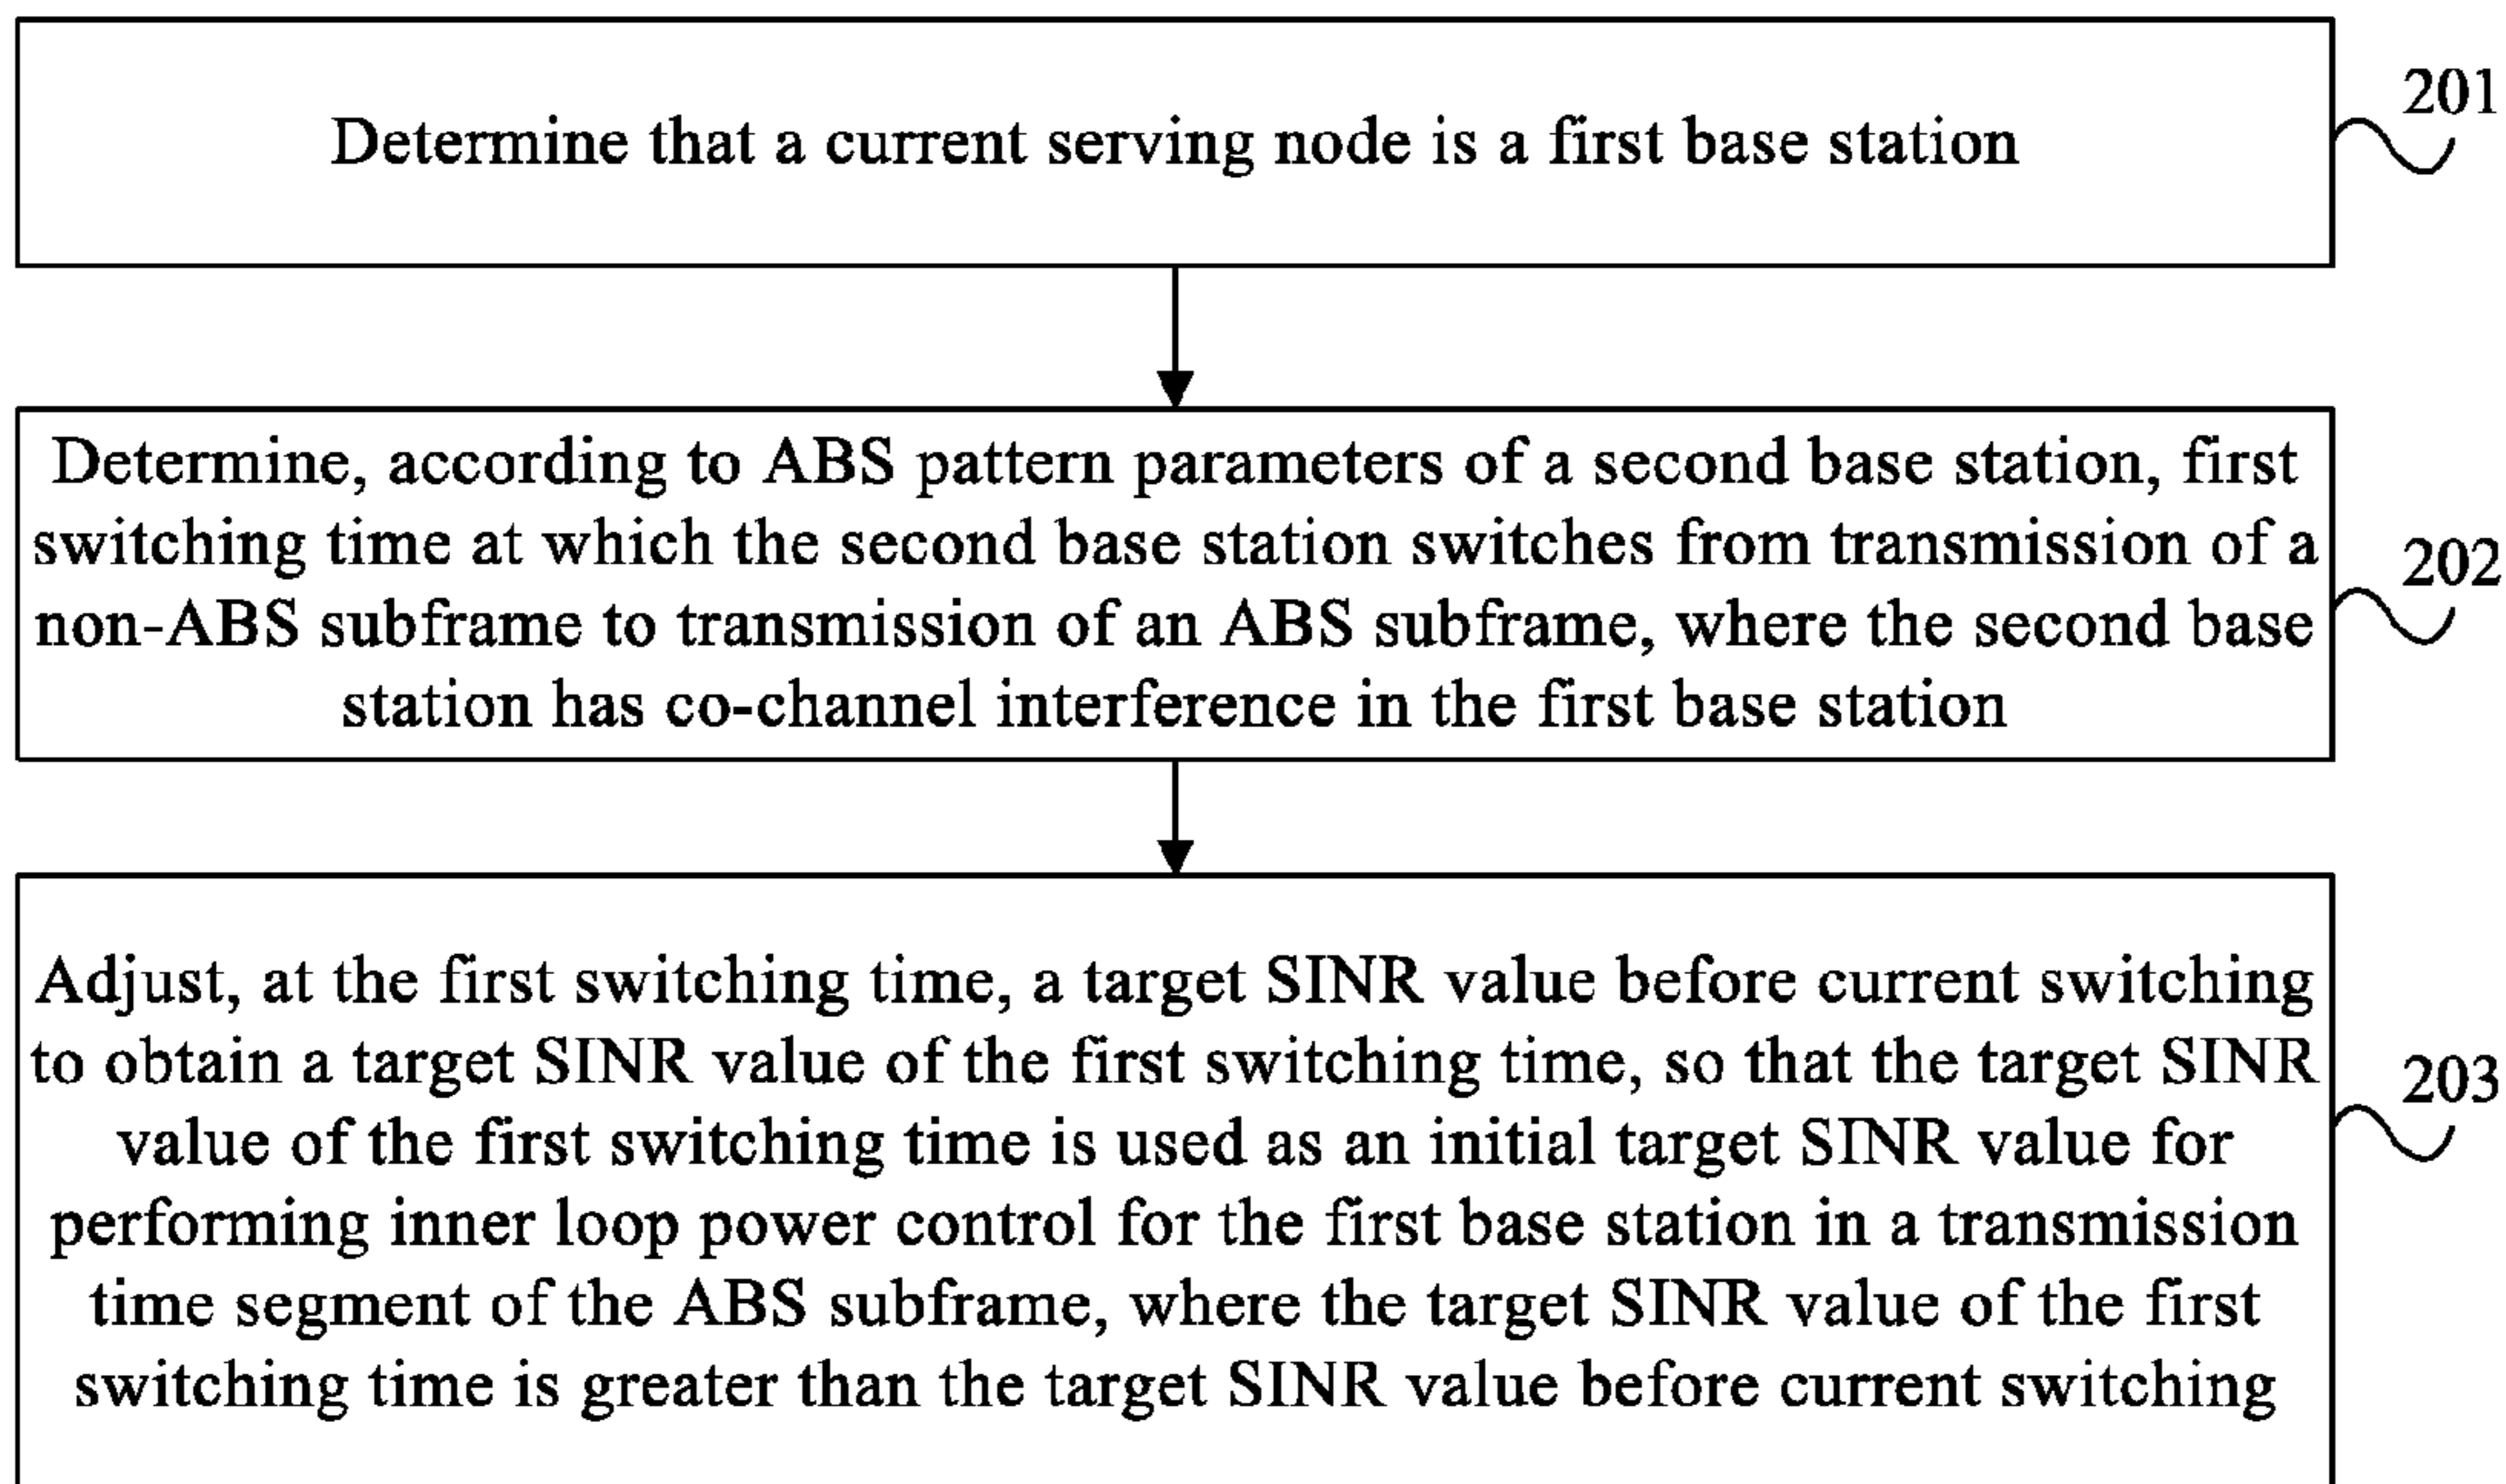 Determine that a current serving node is a first base station
201
Determine, according to ABS pattern parameters of a second base station, first
switching time at which the second base station switches from transmission of a
non-ABS subframe to transmission of an ABS subframe, where the second base
station has co-channel interference in the first base station
202
Adjust, at the first switching time, a target SINR value before current switching
to obtain a target SINR value of the first switching time, so that the target SINR
value of the first switching time is used as an initial target SINR value for
performing inner loop power control for the first base station in a transmission
time segment of the ABS subframe, where the target SINR value of the first
switching time is greater than the target SINR value before current switching
203